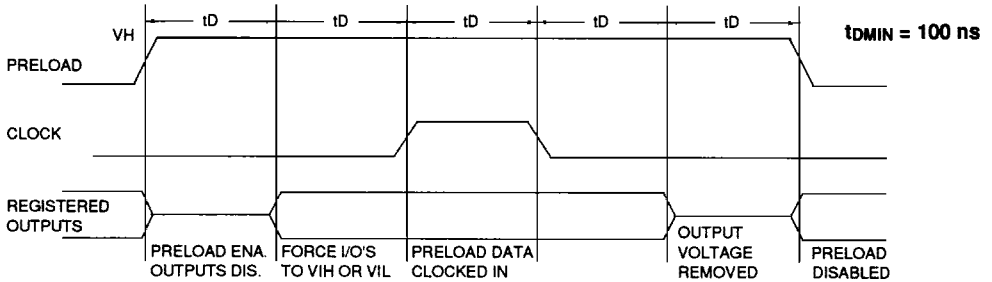 tD tD tD tD tD
VH
tDMIN = 100 ns
PRELOAD
CLOCK
REGISTERED
OUTPUTS
PRELOAD ENA.
OUTPUTS DIS.
FORCE I/O'S
TO VIH OR VIL
PRELOAD DATA
CLOCKED IN
OUTPUT
VOLTAGE
REMOVED
PRELOAD
DISABLED